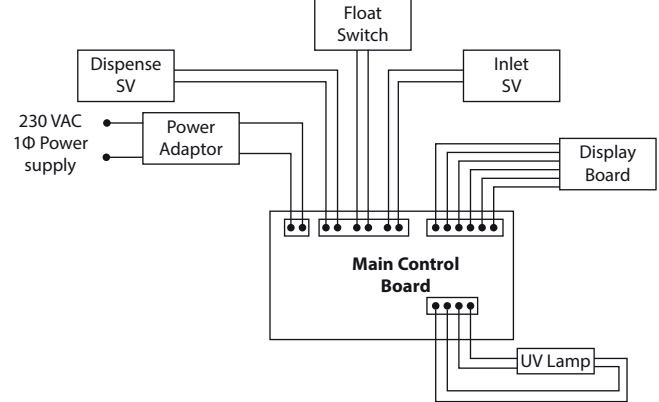 Float
Switch
Dispense
SV
Inlet
SV
230 VAC
1Φ Power
supply
Power
Adaptor
Display
Board
Main Control
Board
UV Lamp